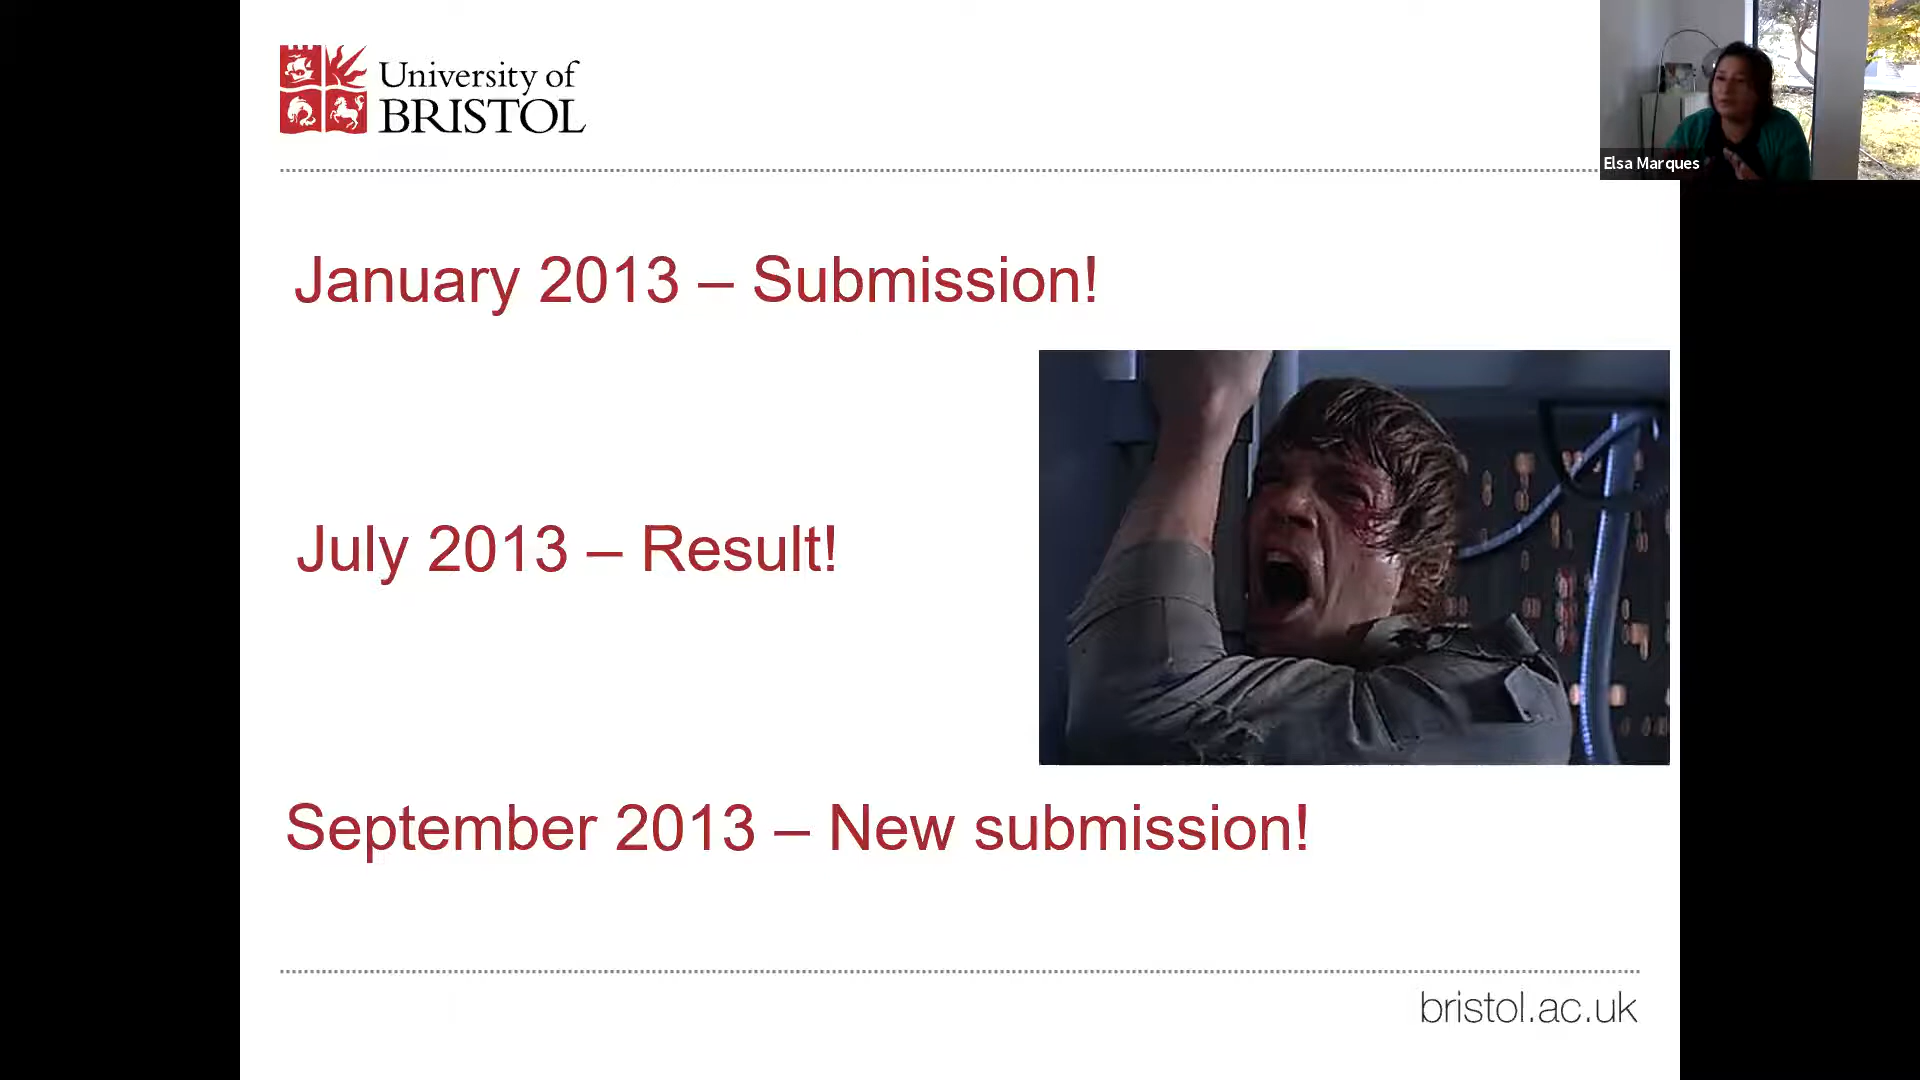 University of
BRISTOL
Elsa Marques
January 2013 – Submission!
July 2013 – Result!
September 2013 – New submission!
bristol.ac.uk